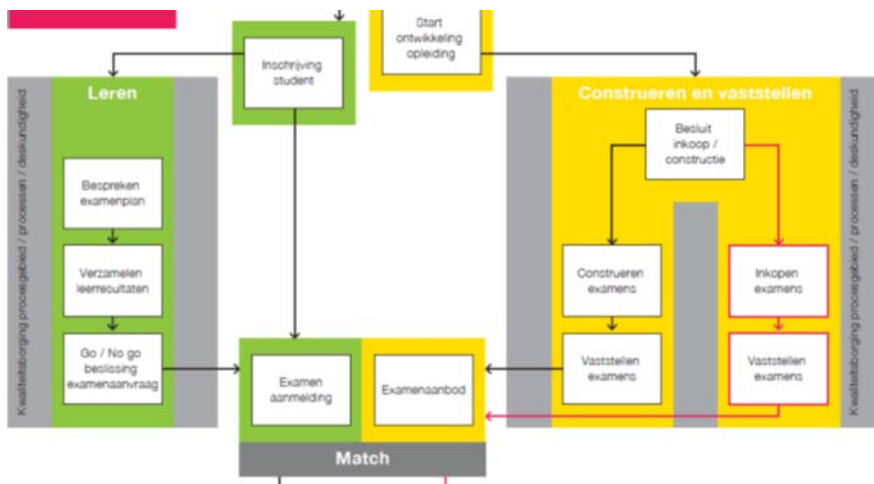 Start
ontwikkeling
opleiding
Inschrijving
student
Leren
Kwaliteitsborging procesgebied / processen / deskundigheid
Bespreken
examenplan
Verzamelen
leerresultaten
Go / No go
beslissing
examenaanvraag
Construeren en vaststellen
Besluit
inkoop /
constructie
Construeren
examens
Inkopen
examens
Vaststellen
examens
Vaststellen
examens
Kwaliteitsborging procesgebied / processen / deskundigheid
Examen
aanmelding
Examenaanbod
Match